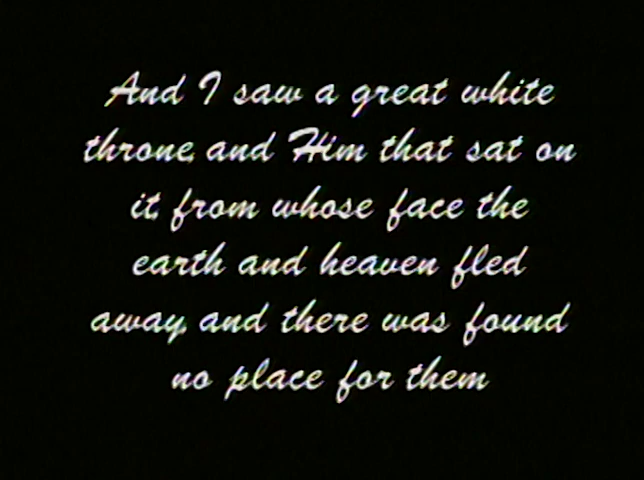 And I saw a great white
throne, and Him that sat on
it, from whose face the
earth and heaven fled
away, and there was found
no place for them